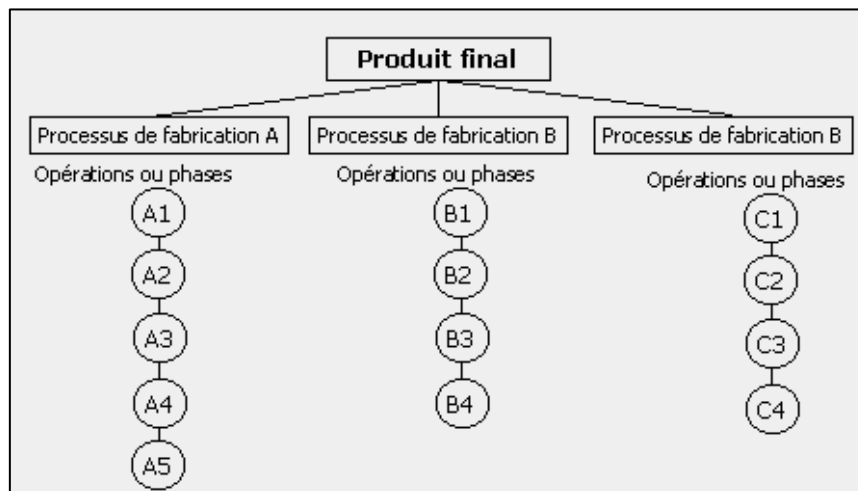 Produit final
Processus de fabrication A
Processus de fabrication B
Processus de fabrication B
Opérations ou phases
Opérations ou phases
Opérations ou phases
A1
B1
C1
A2
B2
C2
A3
B3
C3
A4
B4
C4
A5